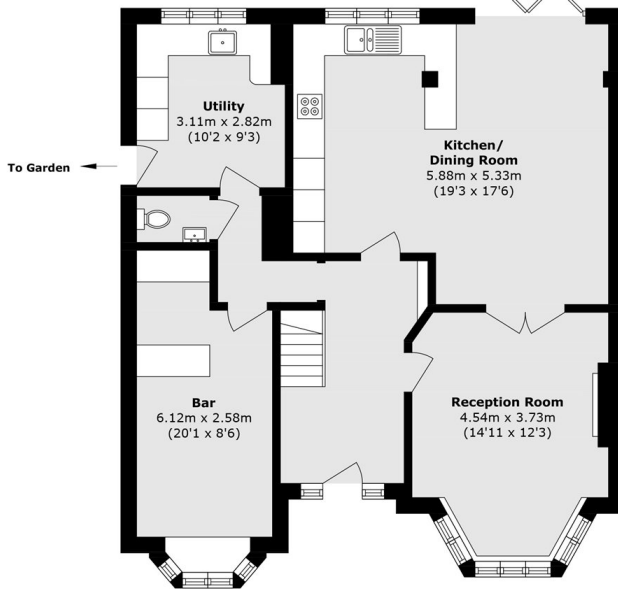 Utility
3.11m x 2.82m
(10'2 x 9'3)
To Garden
Kitchen/
Dining Room
5.88m x 5.33m
(19'3 x 17'6)
Bar
6.12m x 2.58m
(20'1 x 8'6)
Reception Room
4.54m x 3.73m
(14'11 x 12'3)